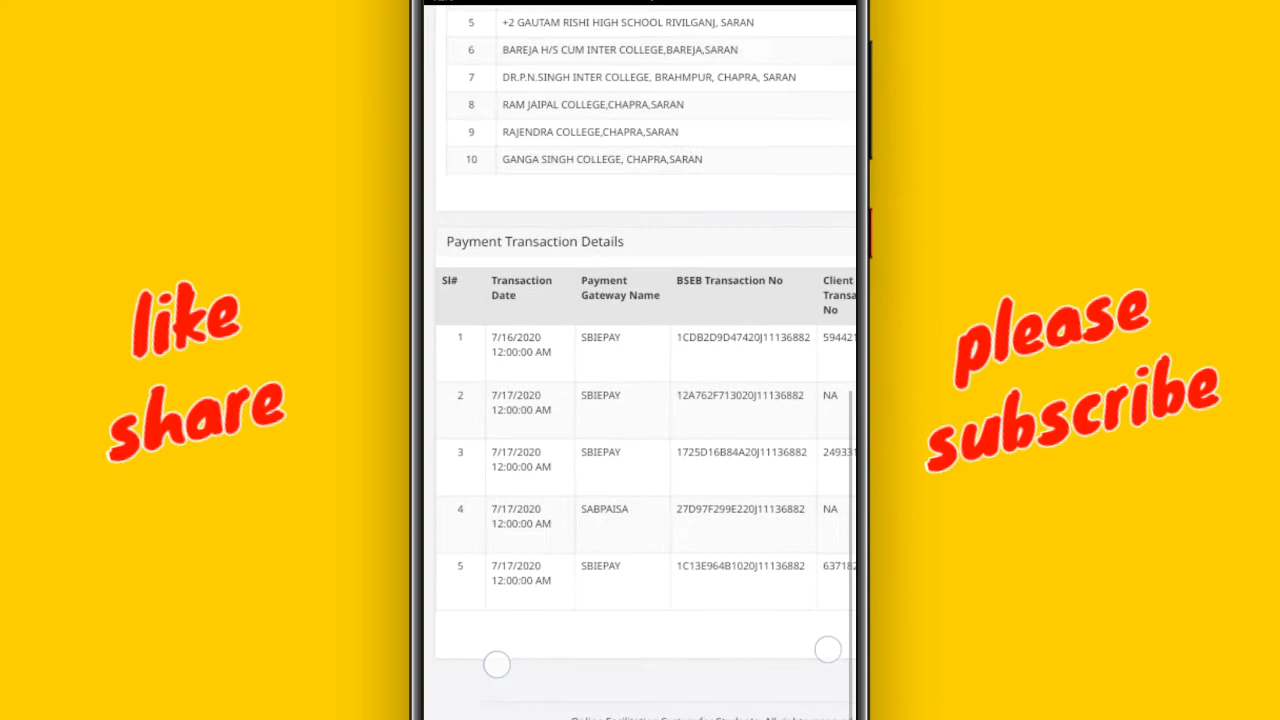 5 +2 GAUTAM RISHI HIGH SCHOOL RIVILGANJ, SARAN
6 BAREJA H/S CUM INTER COLLEGE,BAREJA,SARAN
7 DR.P.N.SINGH INTER COLLEGE, BRAHMPUR, CHAPRA, SARAN
8 RAM JAIPAL COLLEGE,CHAPRA,SARAN
9 RAJENDRA COLLEGE,CHAPRA,SARAN
10 GANGA SINGH COLLEGE, CHAPRA,SARAN
Payment Transaction Details
Sl# Transaction Date Payment Gateway Name BSEB Transaction No Client Transa No
1 7/16/2020 12:00:00 AM SBIEPAY 1CDB2D9D47420J11136882 594421
2 7/17/2020 12:00:00 AM SBIEPAY 12A762F713020J11136882 NA
3 7/17/2020 12:00:00 AM SBIEPAY 1725D16B84A20J11136882 249331
4 7/17/2020 12:00:00 AM SABPAISA 27D97F299E220J11136882 NA
5 7/17/2020 12:00:00 AM SBIEPAY 1C13E964B1020J11136882 637182
like
share
please
subscribe